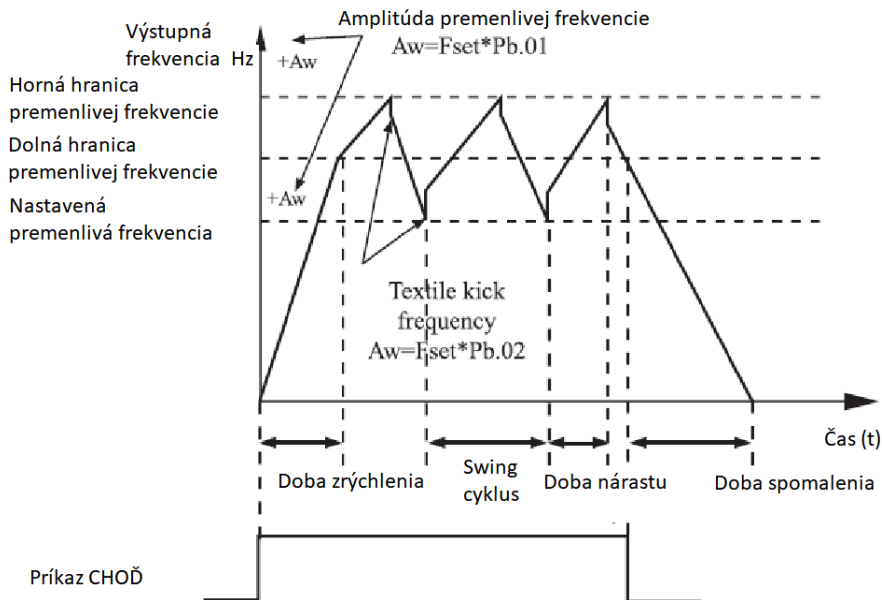 Amplitúda premenlivej frekvencie
Aw=Fset*Pb.01
Výstupná
frekvencia Hz
+Aw
Horná hranica
premenlivej frekvencie
Dolná hranica
premenlivej frekvencie
+Aw
Nastavená
premenlivá frekvencia
Textile kick
frequency
Aw=Fset*Pb.02
Čas (t)
Doba zrýchlenia
Swing
cyklus
Doba nárastu
Doba spomalenia
Príkaz CHOĎ